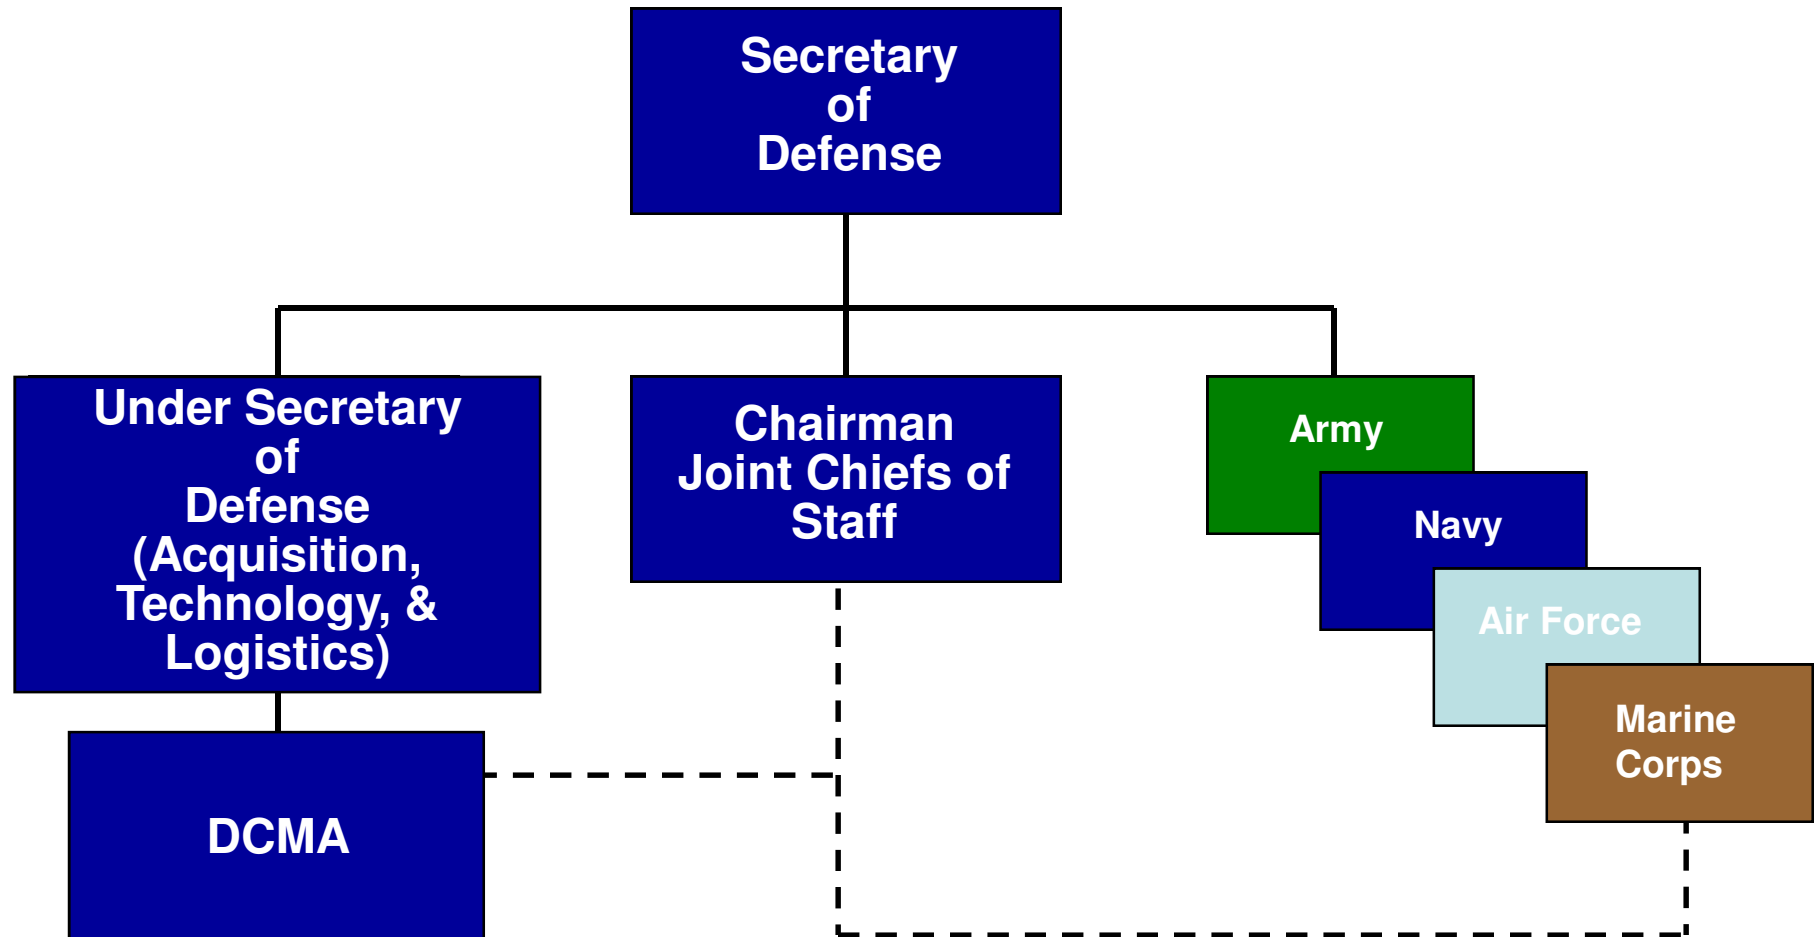 Secretary
of
Defense
Under Secretary
of
Defense
(Acquisition,
Technology, &
Logistics)
Chairman
Joint Chiefs of
Staff
Army
Navy
Air Force
Marine
Corps
DCMA